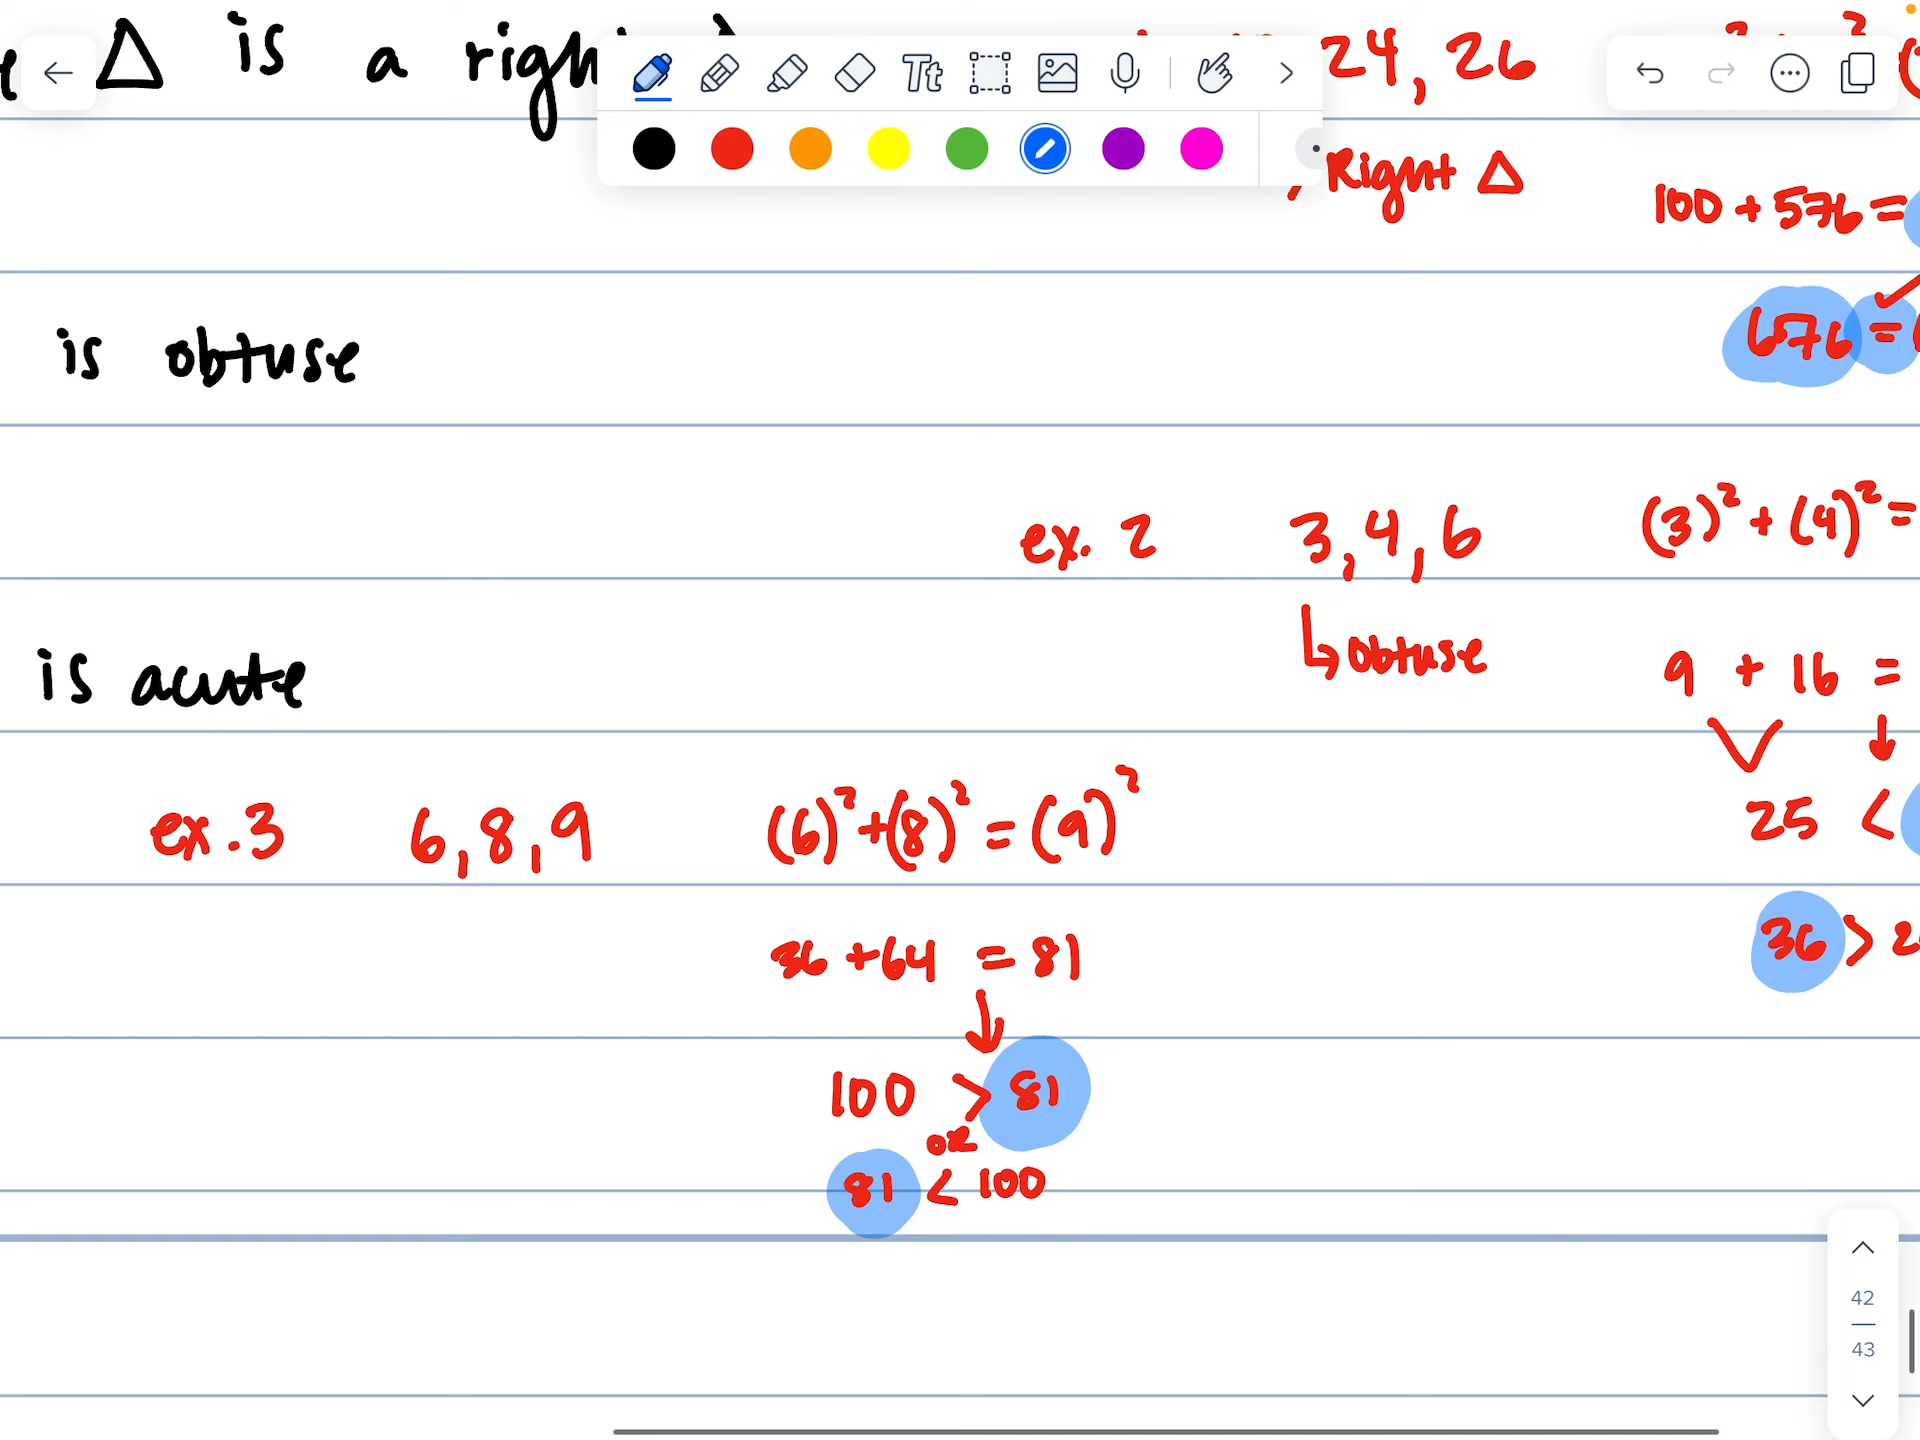 △ is a righ
24, 26
Right △
100 + 576 =
676 =
is obtuse
ex. 2 3, 4, 6 (3)² + (4)² =
↳ obtuse
is acute
9 + 16 =
25 <
36 >
ex. 3 6, 8, 9 (6)² + (8)² = (9)²
36 + 64 = 81
100 > 81
or
81 < 100
Tt
42
43